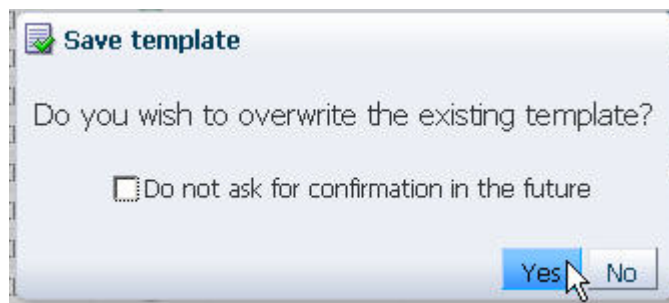 Save template
Do you wish to overwrite the existing template?
Do not ask for confirmation in the future
Yes No